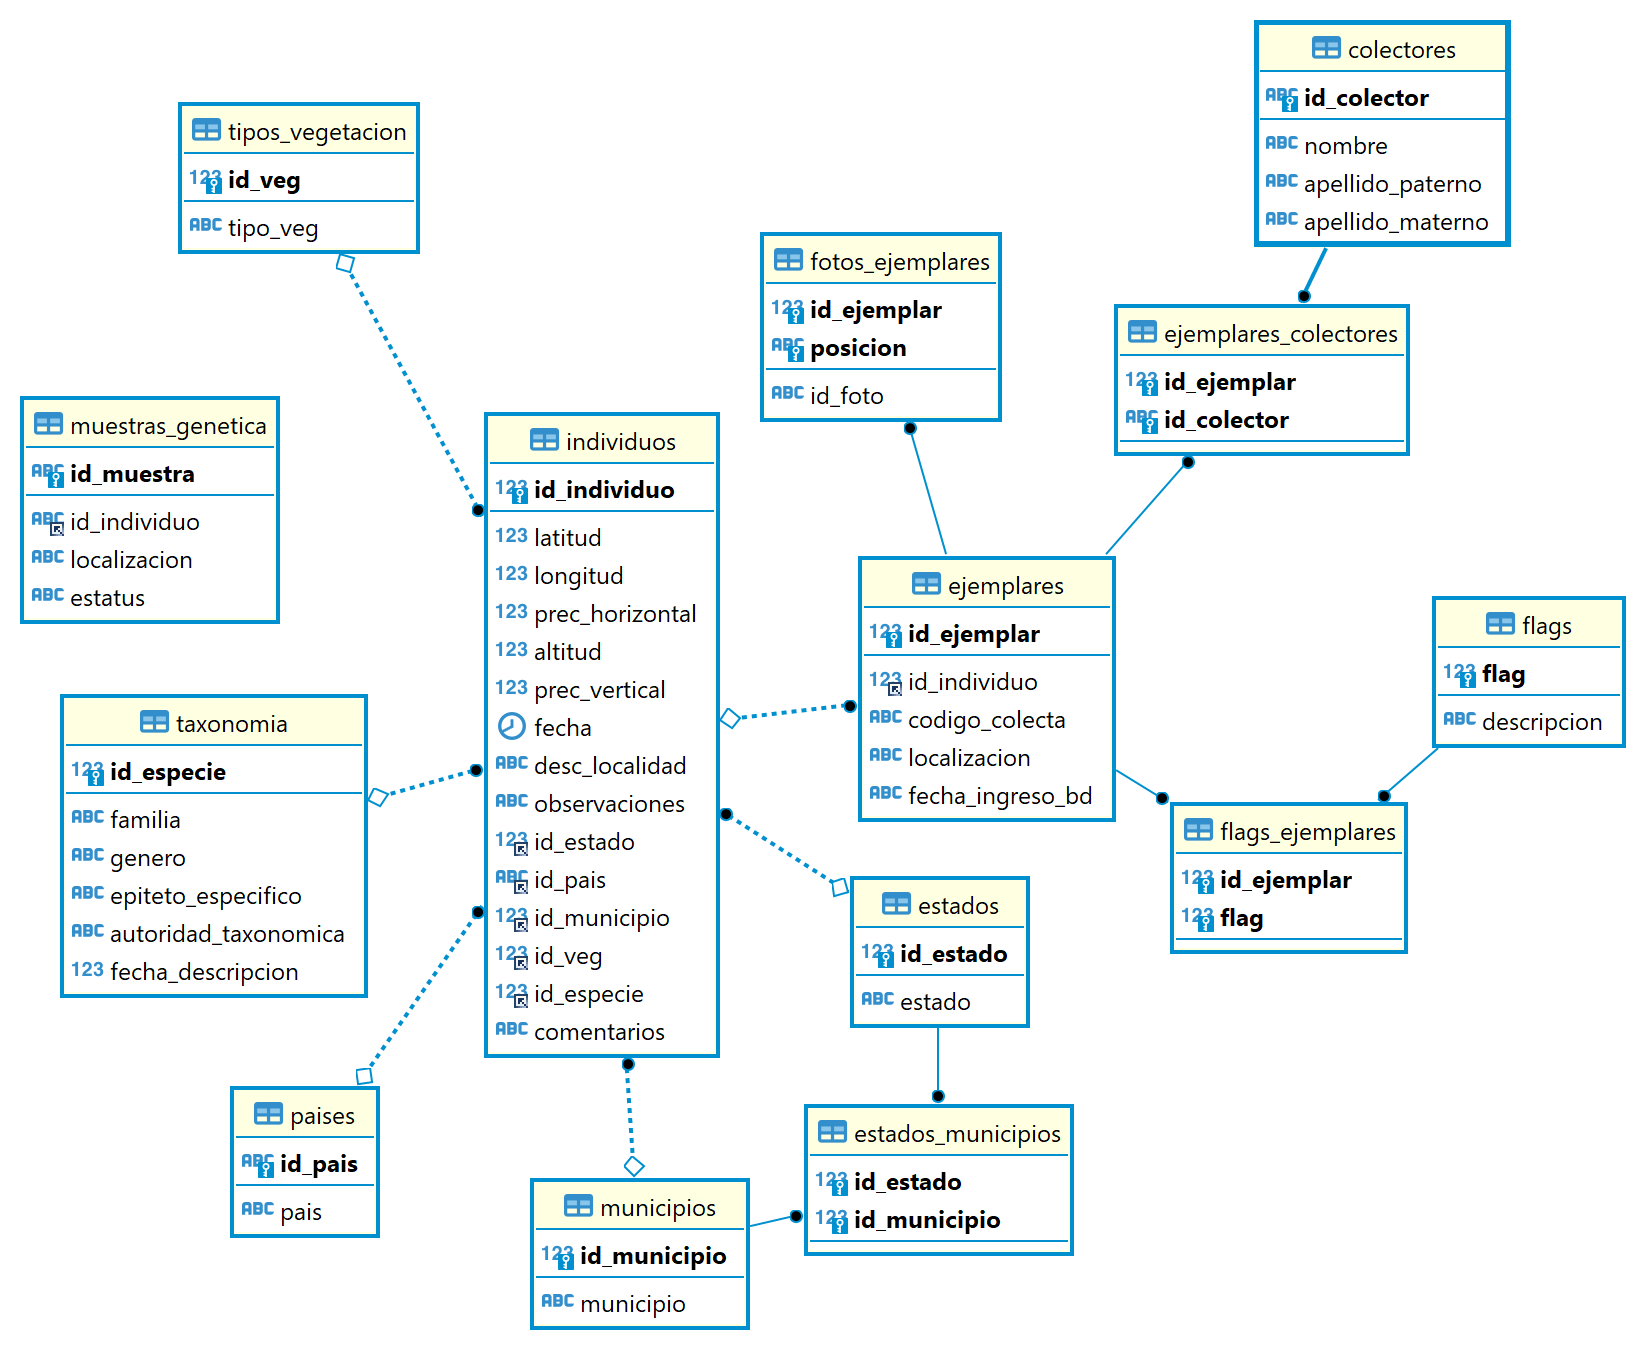 colectores
ABC id_colector
ABC nombre
ABC apellido_paterno
ABC apellido_materno
tipos_vegetacion
123 id_veg
ABC tipo_veg
fotos_ejemplares
123 id_ejemplar
ABC posicion
ABC id_foto
ejemplares_colectores
123 id_ejemplar
ABC id_colector
muestras_genetica
ABC id_muestra
ABC id_individuo
ABC localizacion
ABC estatus
individuos
123 id_individuo
123 latitud
123 longitud
123 prec_horizontal
123 altitud
123 prec_vertical
fecha
ABC desc_localidad
ABC observaciones
123 id_estado
ABC id_pais
123 id_municipio
123 id_veg
123 id_especie
ABC comentarios
ejemplares
123 id_ejemplar
123 id_individuo
ABC codigo_colecta
ABC localizacion
ABC fecha_ingreso_bd
flags
123 flag
ABC descripcion
taxonomia
123 id_especie
ABC familia
ABC genero
ABC epiteto_especifico
ABC autoridad_taxonomica
123 fecha_descripcion
flags_ejemplares
123 id_ejemplar
123 flag
estados
123 id_estado
ABC estado
paises
ABC id_pais
ABC pais
estados_municipios
123 id_estado
123 id_municipio
municipios
123 id_municipio
ABC municipio